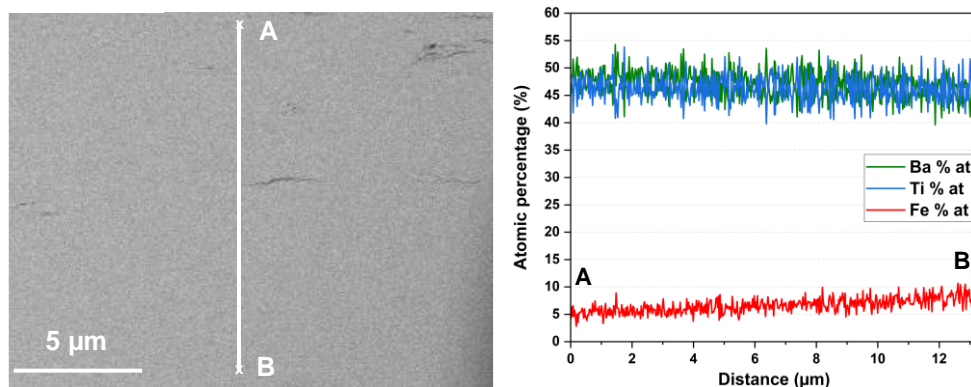 A
5 µm
B
Atomic percentage (%)
60
55
50
45
40
35
30
25
20
15
10
5
0
Ba % at
Ti % at
Fe % at
A
B
0
2
4
6
8
10
12
Distance (µm)